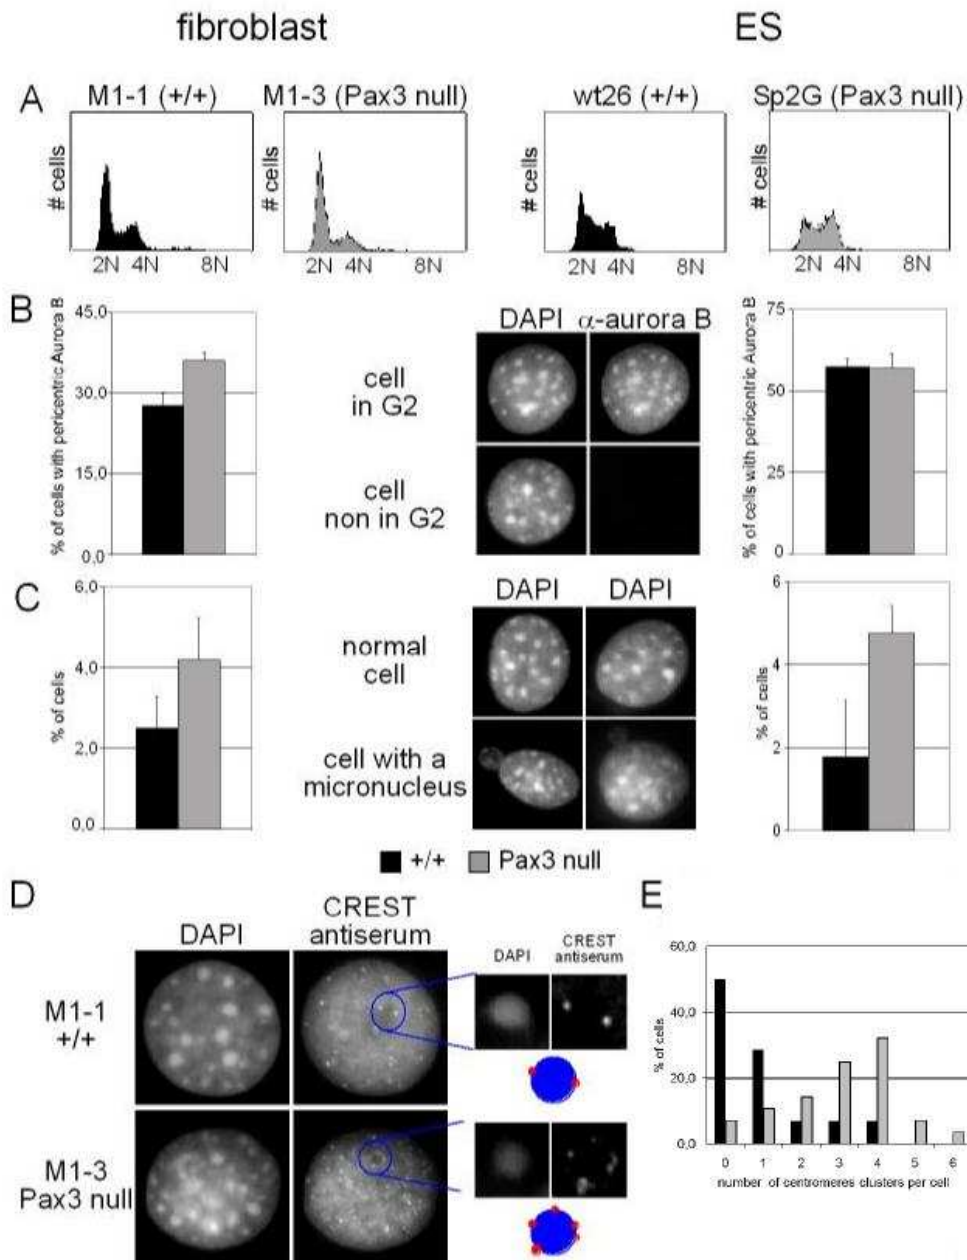 fibroblast ES
A
M1-1 (+/+) M1-3 (Pax3 null) wt26 (+/+) Sp2G (Pax3 null)
# cells # cells # cells # cells
2N 4N 8N 2N 4N 8N 2N 4N 8N 2N 4N 8N
B
% of cells with pericentric Aurora B
45.0
30.0
15.0
0.0
DAPI α-aurora B
cell
in G2
cell
non in G2
% of cells with pericentric Aurora B
75
50
25
0
C
% of cells
6.0
4.0
2.0
0.0
DAPI DAPI
normal
cell
cell with a
micronucleus
% of cells
6
4
2
0
+/+ Pax3 null
D
DAPI CREST
antiserum
DAPI CREST
antiserum
M1-1
+/+
DAPI CREST
antiserum
M1-3
Pax3 null
E
% of cells
60,0
40,0
20,0
0,0
0 1 2 3 4 5 6
number of centromeres clusters per cell